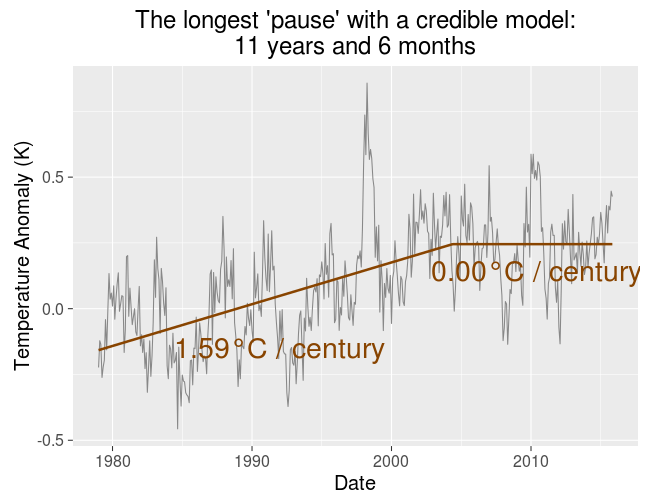 The longest 'pause' with a credible model:
11 years and 6 months
Temperature Anomaly (K)
0.5
0.0
-0.5
0.00°C / century
1.59°C / century
1980
1990
2000
2010
Date